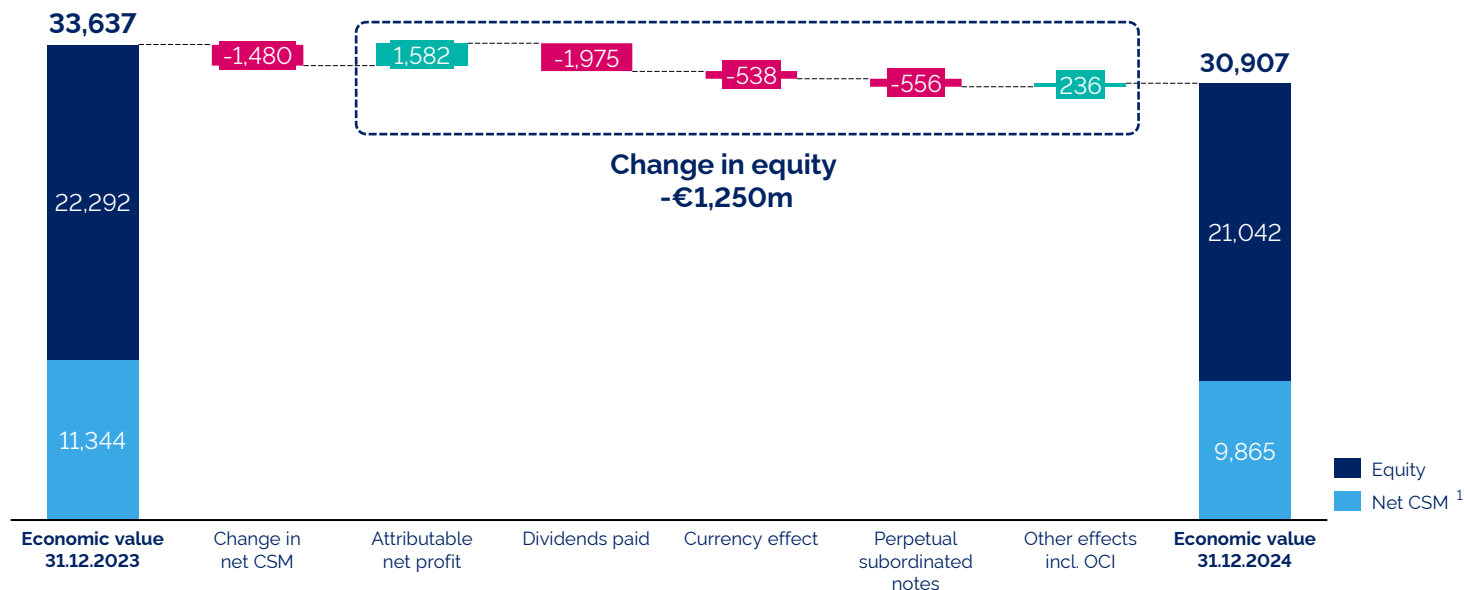 33,637
-1,480
1,582
-1,975
-538
-556
236
30,907
Change in equity
-€1,250m
22,292
21,042
11,344
9,865
Equity
Net CSM 1
Economic value
31.12.2023
Change in
net CSM
Attributable
net profit
Dividends paid
Currency effect
Perpetual
subordinated
notes
Other effects
incl. OCI
Economic value
31.12.2024